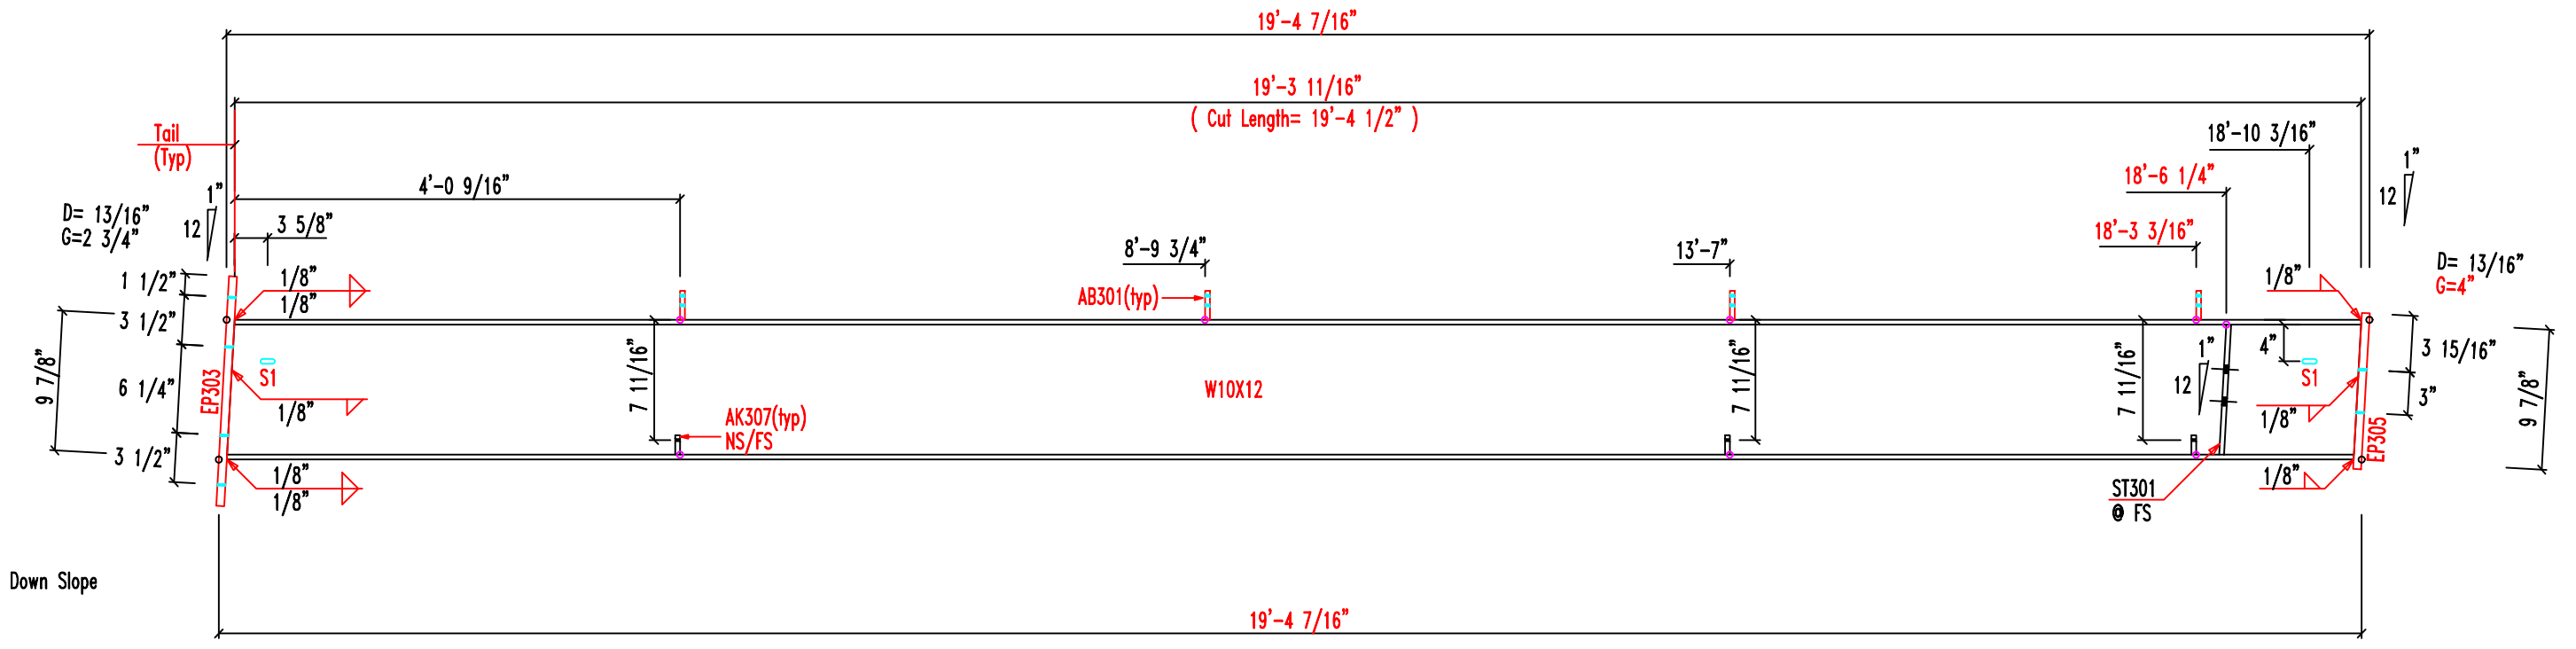 19'-4 7/16"
19'-3 11/16"
( Cut Length= 19'-4 1/2" )
Tail
(Typ)
18'-10 3/16"
1"
12
4'-0 9/16"
18'-6 1/4"
1"
12
D= 13/16"
G=2 3/4"
3 5/8"
8'-9 3/4"
13'-7"
18'-3 3/16"
D= 13/16"
G=4"
1 1/2"
1/8"
1/8"
AB301(typ)
1/8"
3 1/2"
9 7/8"
6 1/4"
EP303
S1
1/8"
7 11/16"
W10X12
7 11/16"
7 11/16"
1"
12
4"
S1
1/8"
3 15/16"
3"
9 7/8"
AK307(typ)
NS/FS
3 1/2"
1/8"
1/8"
ST301
@ FS
1/8"
EP305
Down Slope
19'-4 7/16"